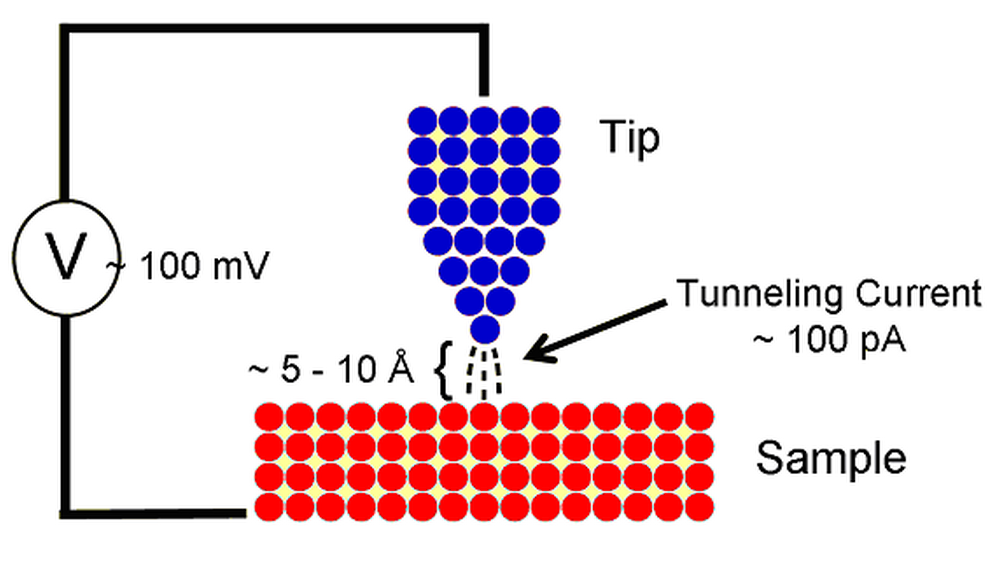 Tip
V
~ 100 mV
Tunneling Current
~ 100 pA
~ 5 - 10 Å {
Sample